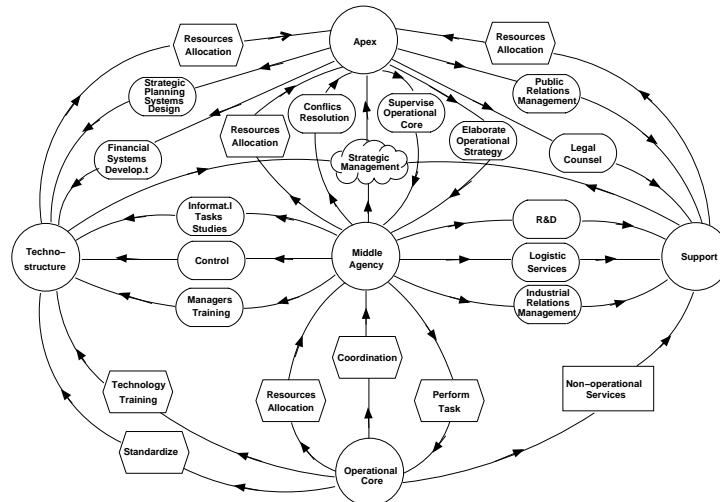 Resources
Allocation
Apex
Resources
Allocation
Strategic
Planning
Systems
Design
Public
Relations
Management
Conflics
Resolution
Supervise
Operational
Core
Resources
Allocation
Elaborate
Operational
Strategy
Financial
Systems
Develop.t
Legal
Counsel
Strategic
Management
Informat.l
Tasks
Studies
R&D
Techno−
structure
Control
Middle
Agency
Logistic
Services
Support
Managers
Training
Industrial
Relations
Management
Coordination
Technology
Training
Resources
Allocation
Perform
Task
Non−operational
Services
Standardize
Operational
Core